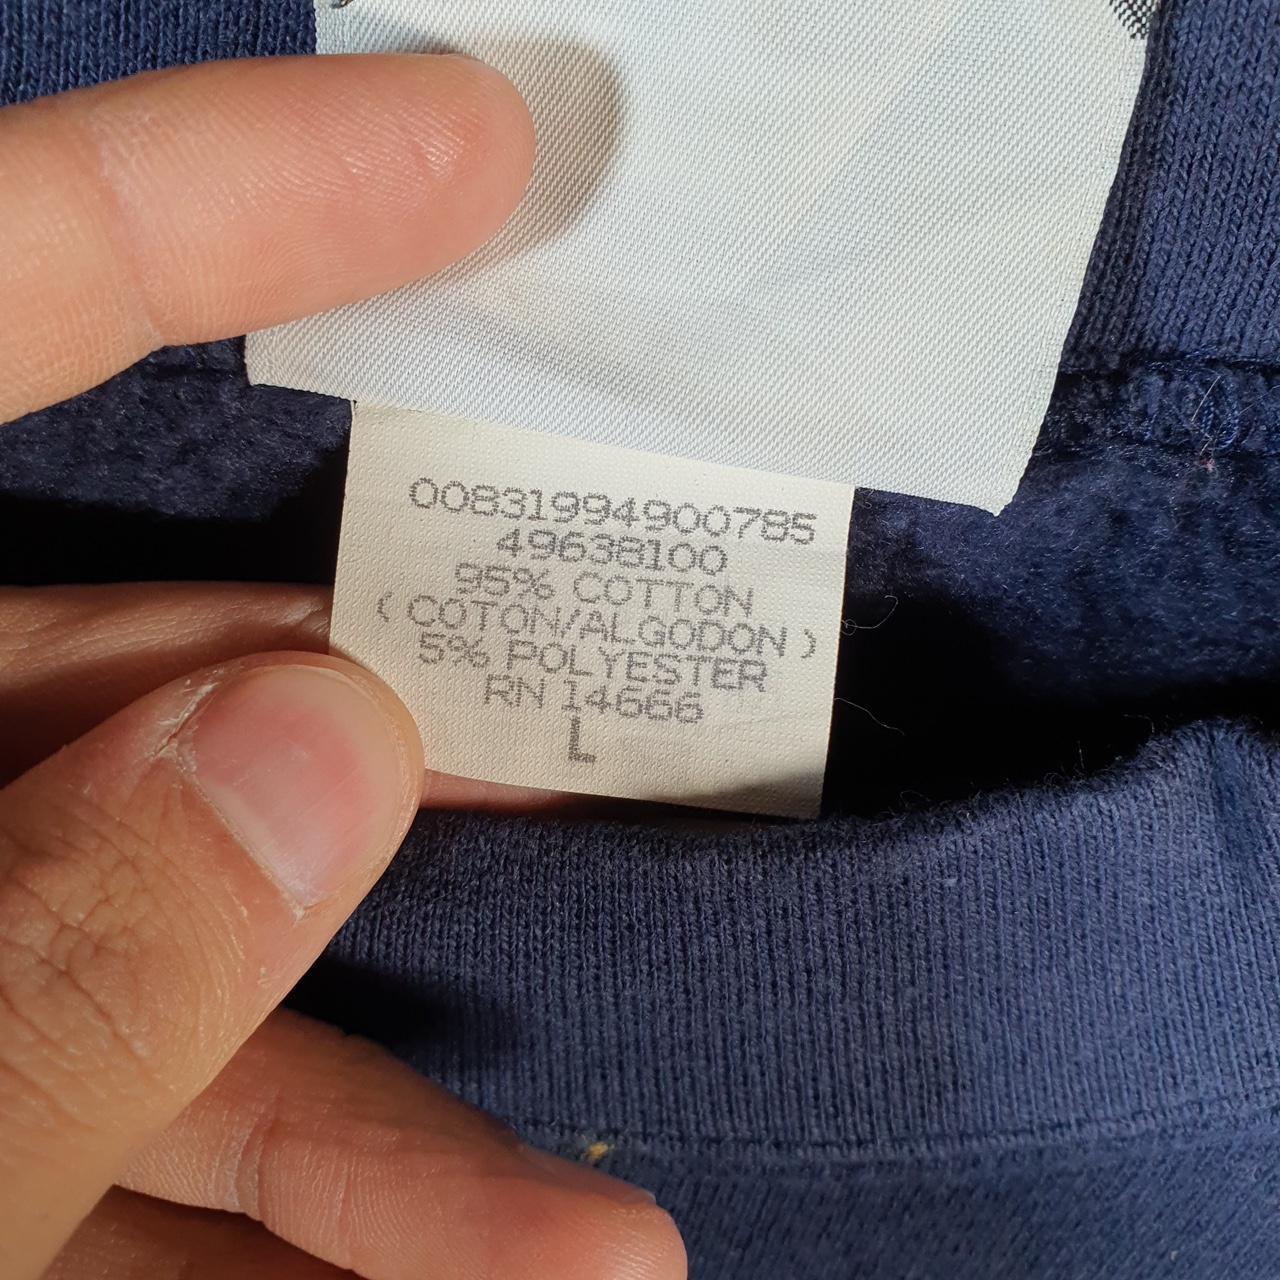 00831994900785
49638100
95% COTTON
( COTON/ALGODON )
5% POLYESTER
RN 14666
L